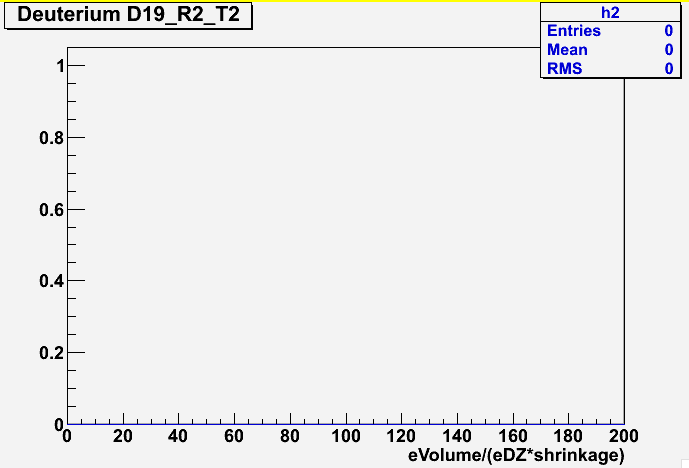 Deuterium D19_R2_T2
h2
Entries 0
Mean 0
RMS 0
1
0.8
0.6
0.4
0.2
0
0 20 40 60 80 100 120 140 160 180 200
eVolume/(eDZ*shrinkage)